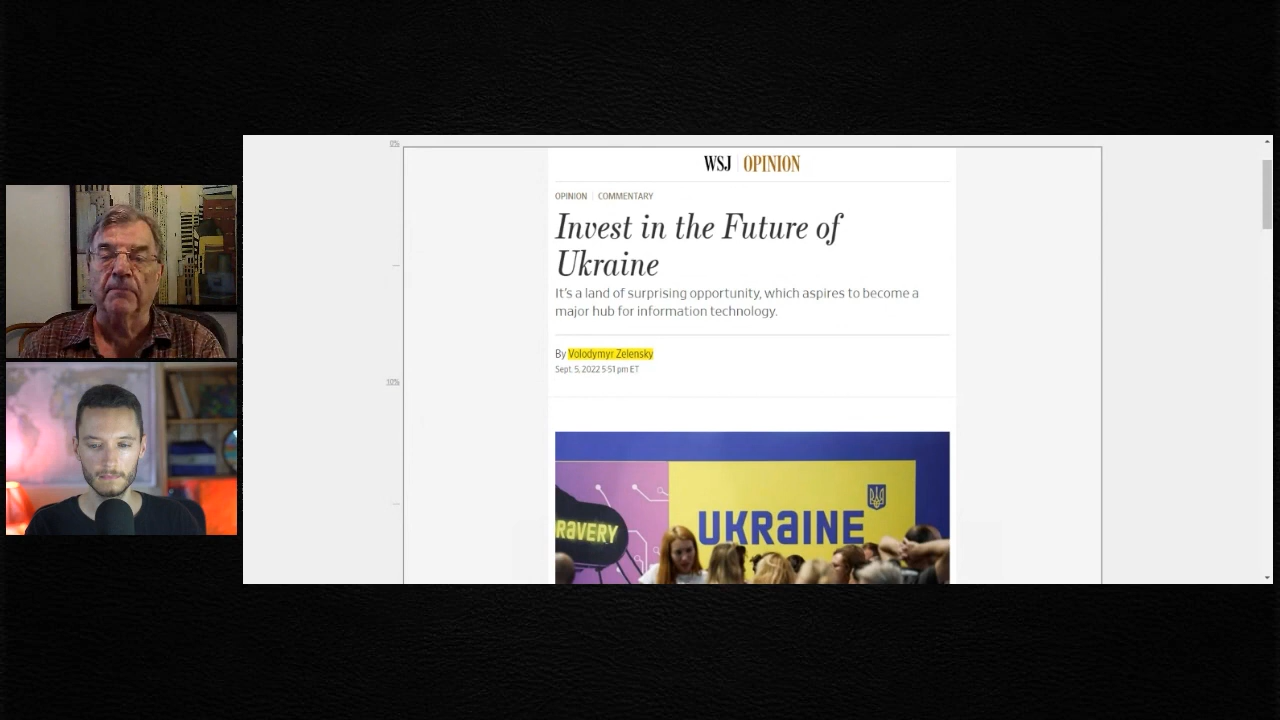 WSJ OPINION
OPINION COMMENTARY
Invest in the Future of
Ukraine
It's a land of surprising opportunity, which aspires to become a
major hub for information technology.
By Volodymyr Zelensky
Sept. 5, 2022 5:51 pm ET
RAVERY
UKRAINE